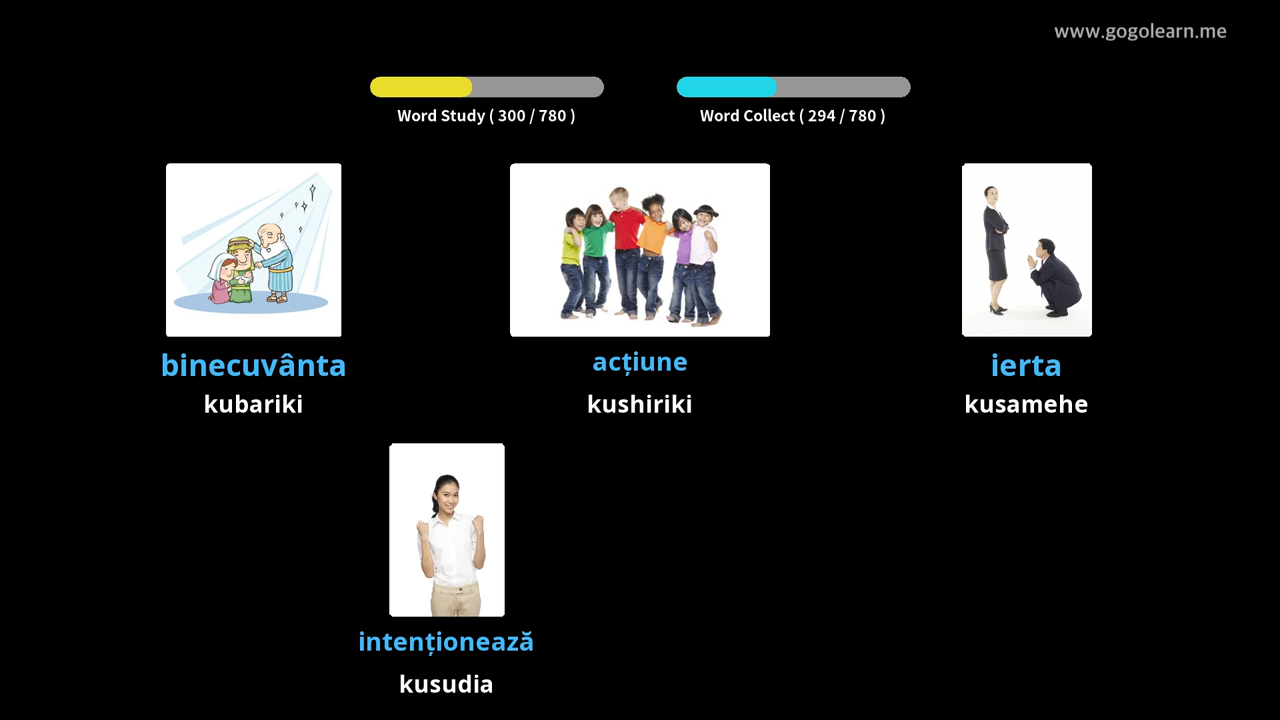 www.gogolearn.me
Word Study ( 300 / 780 )
Word Collect ( 294 / 780 )
binecuvânta
kubariki
acțiune
kushiriki
ierta
kusamehe
intenționează
kusudia